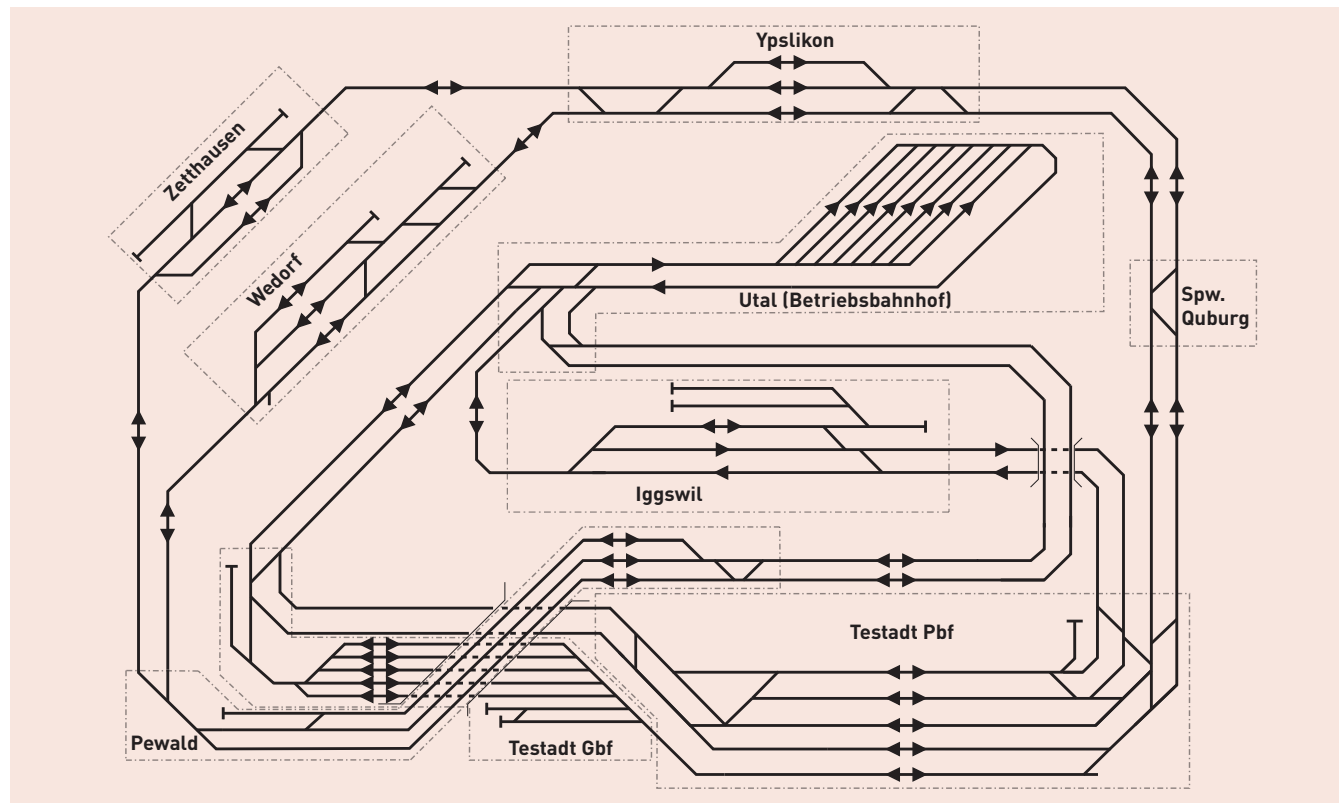 Ypslikon
Zetthausen
Wedorf
Utal (Betriebsbahnhof)
Spw.
Quburg
Iggswil
Testadt Pbf
Pewald
Testadt Gbf